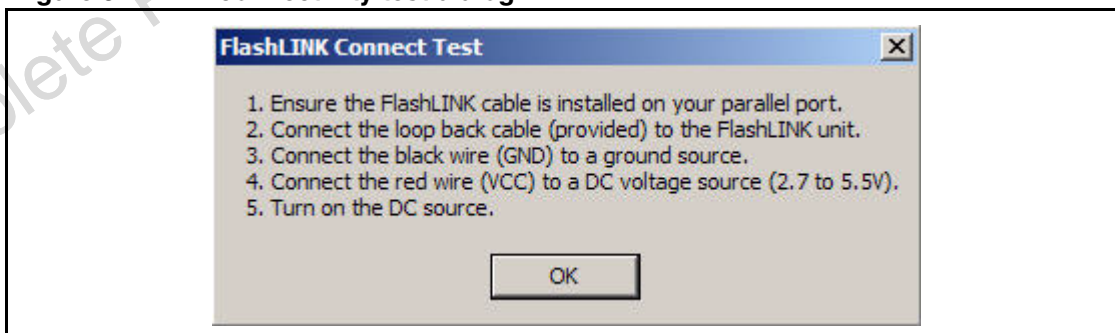 FlashLINK Connect Test
1. Ensure the FlashLINK cable is installed on your parallel port.
2. Connect the loop back cable (provided) to the FlashLINK unit.
3. Connect the black wire (GND) to a ground source.
4. Connect the red wire (VCC) to a DC voltage source (2.7 to 5.5V).
5. Turn on the DC source.
OK